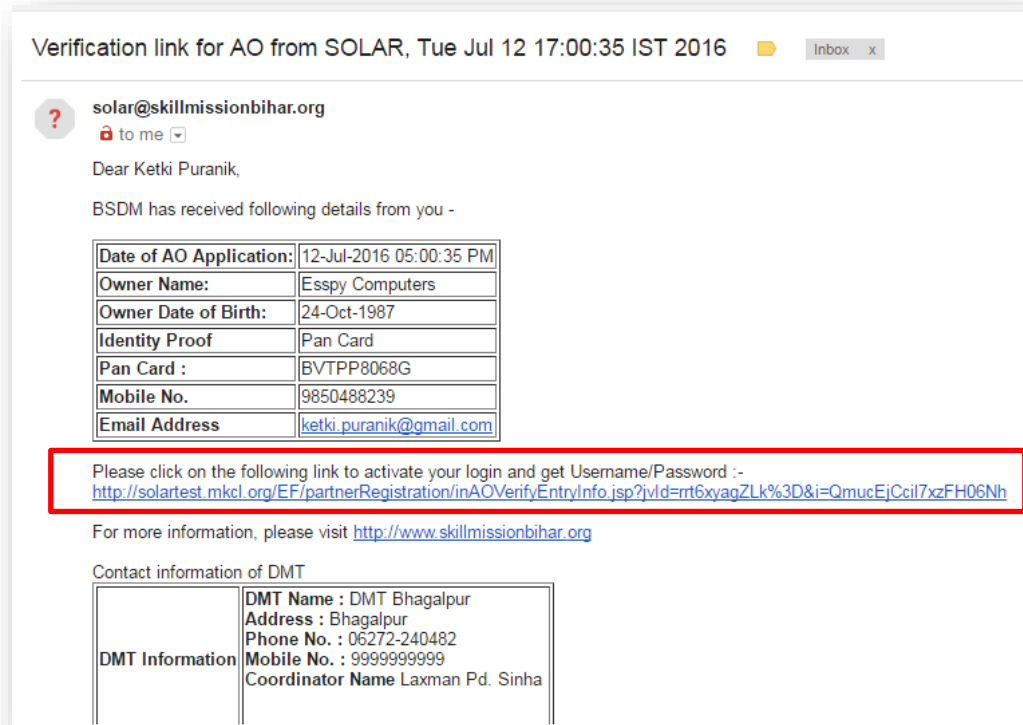 Verification link for AO from SOLAR, Tue Jul 12 17:00:35 IST 2016 Inbox x
?
solar@skillmissionbihar.org
to me
Dear Ketki Puranik,
BSDM has received following details from you -
Date of AO Application: 12-Jul-2016 05:00:35 PM
Owner Name: Esspy Computers
Owner Date of Birth: 24-Oct-1987
Identity Proof Pan Card
Pan Card : BVTPP8068G
Mobile No. 9850488239
Email Address ketki.puranik@gmail.com
Please click on the following link to activate your login and get Username/Password :-
http://solartest.mkcl.org/EF/partnerRegistration/inAOVerifyEntryInfo.jsp?jvId=rrt6xyagZLk%3D&i=QmucEjCcil7xzFH06Nh
For more information, please visit http://www.skillmissionbihar.org
Contact information of DMT
DMT Name : DMT Bhagalpur
Address : Bhagalpur
Phone No. : 06272-240482
DMT Information Mobile No. : 9999999999
Coordinator Name Laxman Pd. Sinha